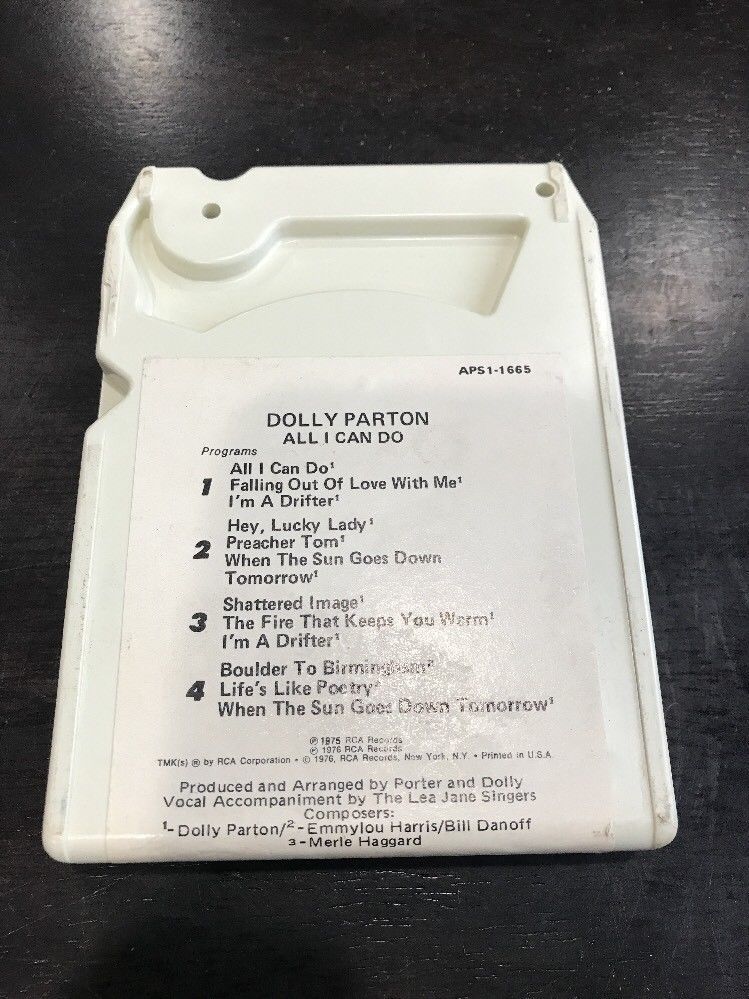 APS1-1665
DOLLY PARTON
ALL I CAN DO
Programs
1
All I Can Do¹
Falling Out Of Love With Me¹
I'm A Drifter¹
2
Hey, Lucky Lady¹
Preacher Tom¹
When The Sun Goes Down
Tomorrow¹
3
Shattered Image¹
The Fire That Keeps You Warm¹
I'm A Drifter¹
4
Boulder To Birmingham²
Life's Like Poetry³
When The Sun Goes Down Tomorrow¹
℗ 1975 RCA Records
℗ 1976 RCA Records
TMK(s) ® by RCA Corporation • © 1976, RCA Records, New York, N.Y. • Printed in U.S.A.
Produced and Arranged by Porter and Dolly
Vocal Accompaniment by The Lea Jane Singers
Composers:
¹-Dolly Parton/²-Emmylou Harris/Bill Danoff
3-Merle Haggard